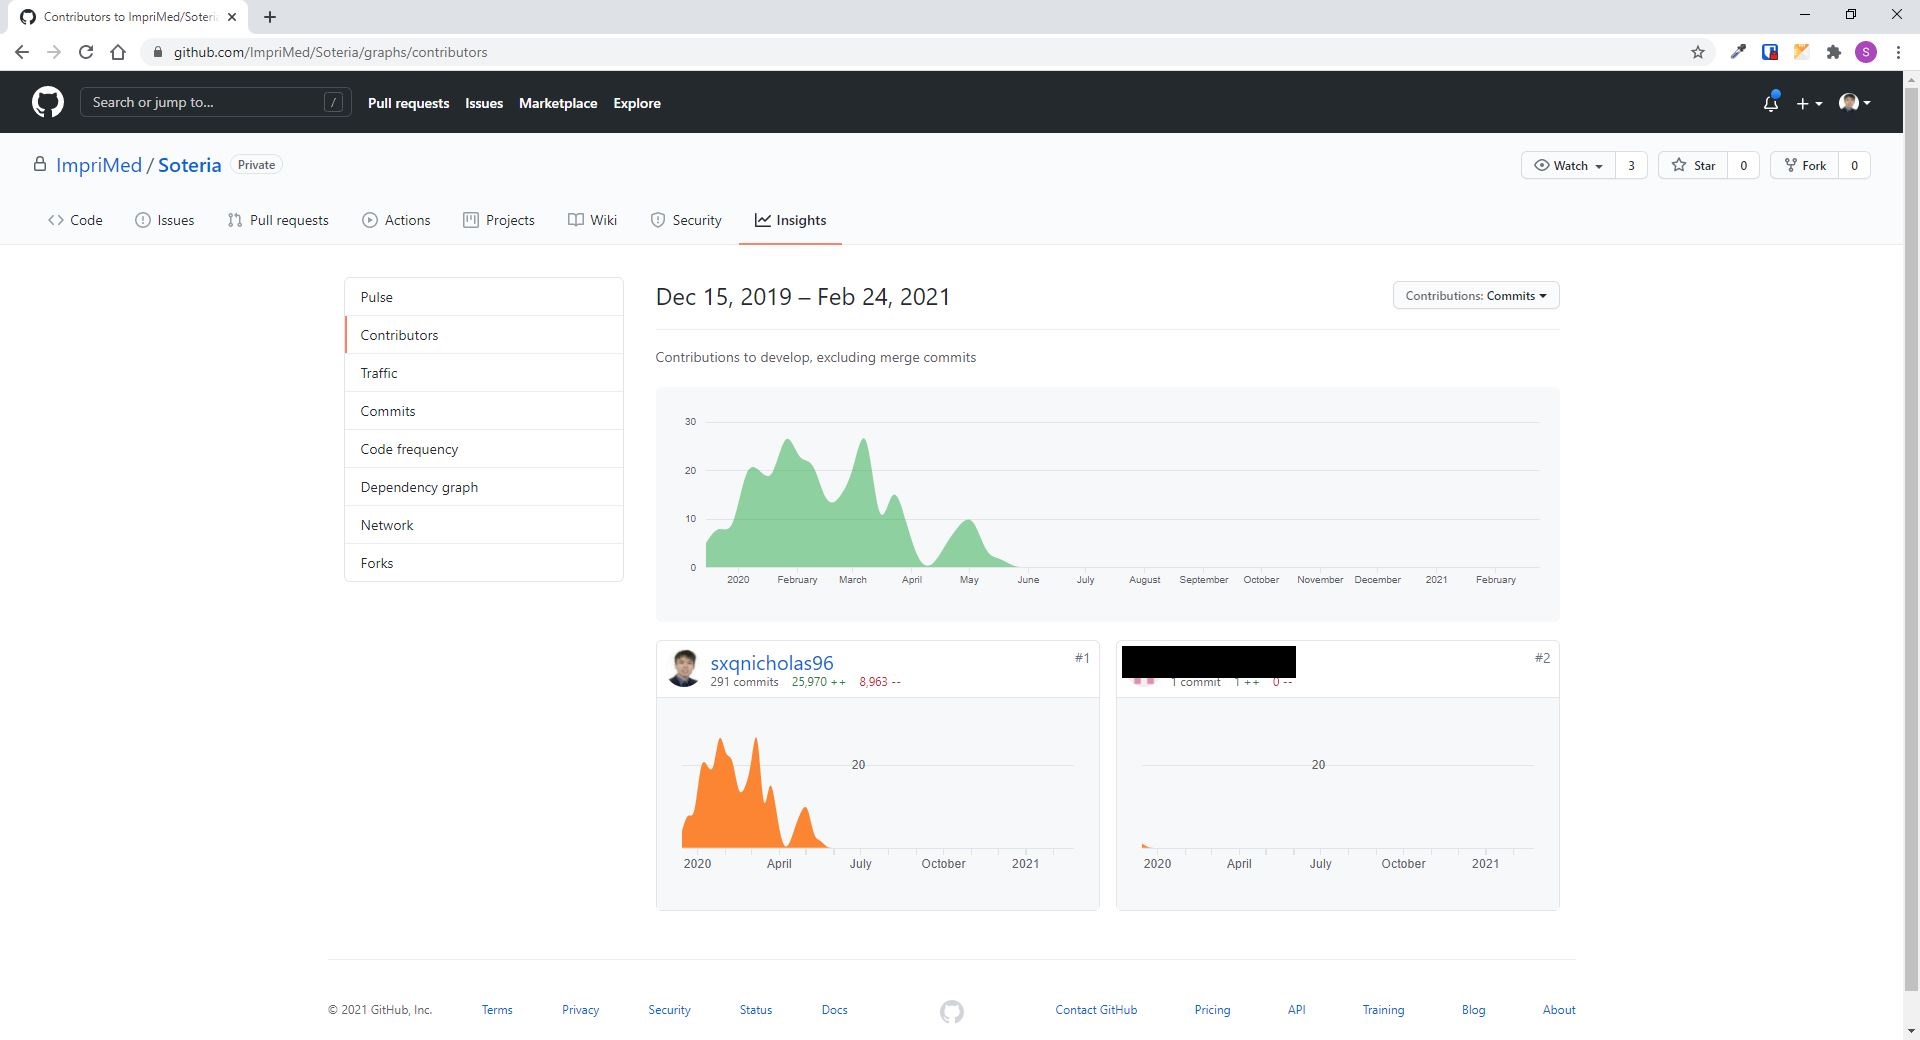 Contributors to ImpriMed/Soteri
github.com/ImpriMed/Soteria/graphs/contributors
S
Search or jump to...
/
Pull requests Issues Marketplace Explore
ImpriMed / Soteria Private
Watch 3 Star 0 Fork 0
Code Issues Pull requests Actions Projects Wiki Security Insights
Pulse
Contributors
Traffic
Commits
Code frequency
Dependency graph
Network
Forks
Dec 15, 2019 – Feb 24, 2021
Contributions: Commits
Contributions to develop, excluding merge commits
30
20
10
0
2020 February March April May June July August September October November December 2021 February
sxqnicholas96 #1
291 commits 25,970 ++ 8,963 --
20
2020 April July October 2021
#2
1 commit 1 ++ 0 --
20
2020 April July October 2021
© 2021 GitHub, Inc. Terms Privacy Security Status Docs Contact GitHub Pricing API Training Blog About